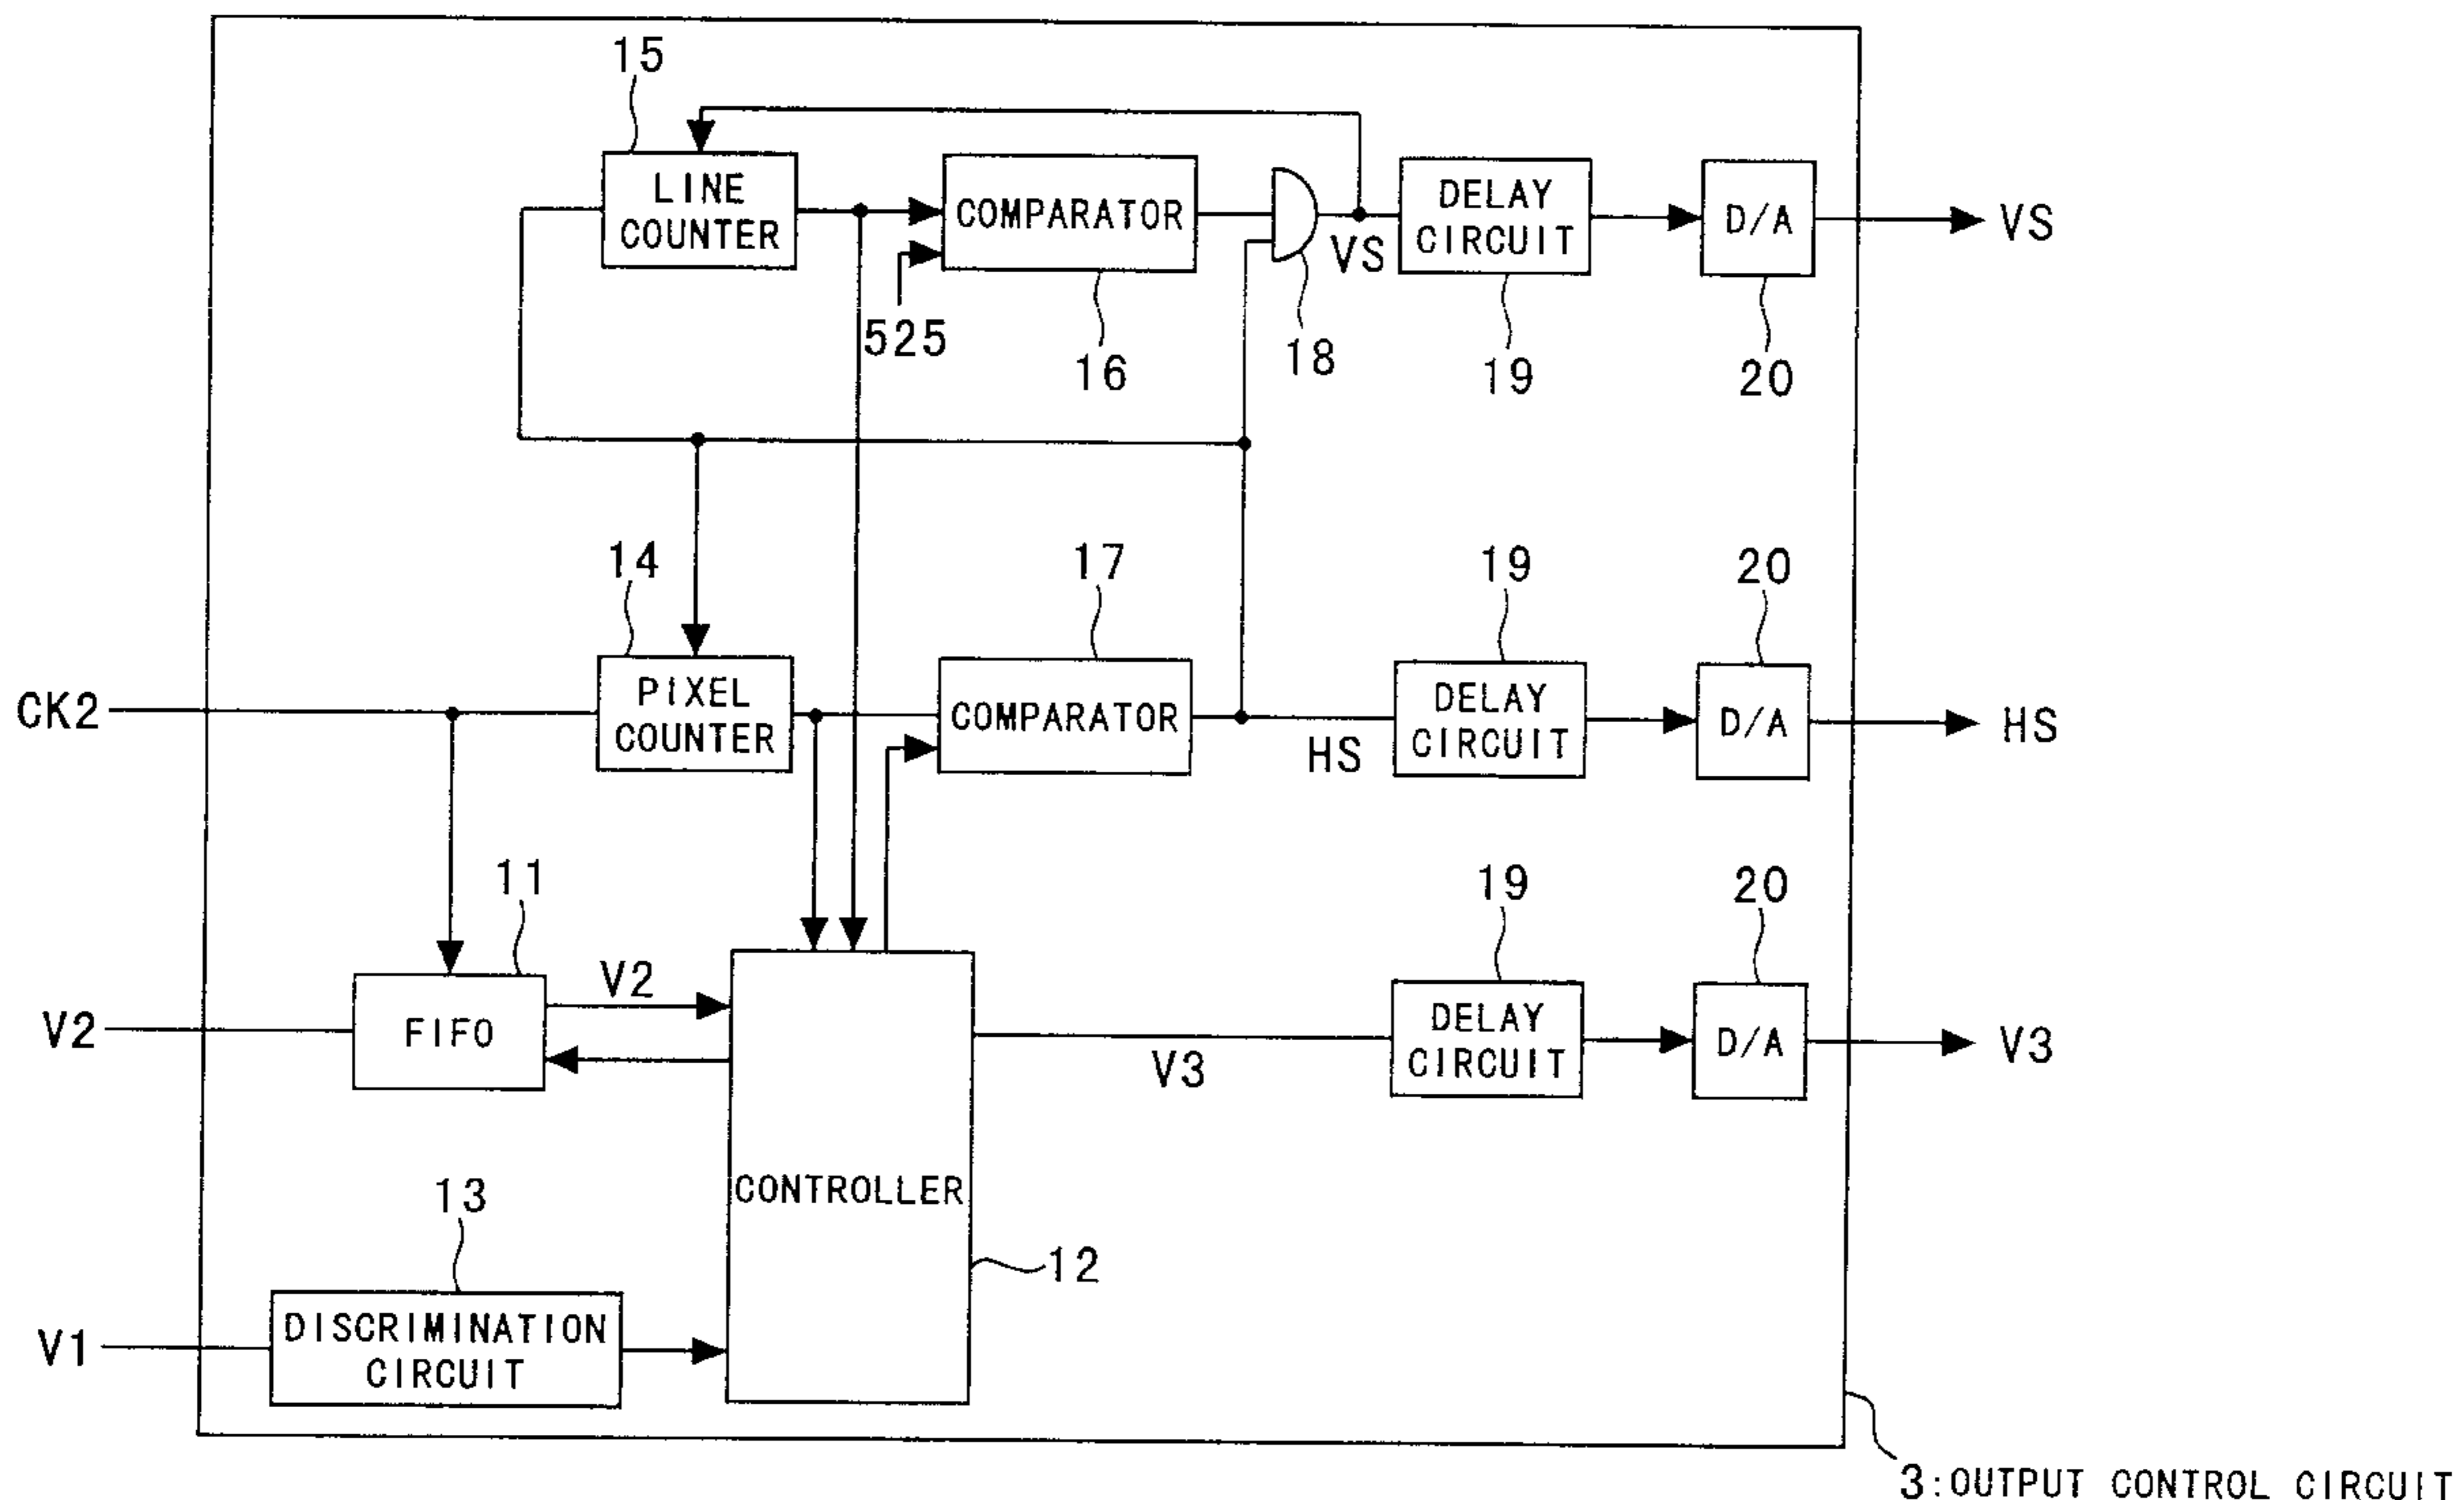 15
LINE
COUNTER
COMPARATOR
VS
DELAY
CIRCUIT
D/A
VS
525
16
18
19
20
14
17
19
20
CK2
PIXEL
COUNTER
COMPARATOR
HS
DELAY
CIRCUIT
D/A
HS
11
19
20
V2
FIFO
V2
V3
DELAY
CIRCUIT
D/A
V3
13
CONTROLLER
12
V1
DISCRIMINATION
CIRCUIT
3:OUTPUT CONTROL CIRCUIT